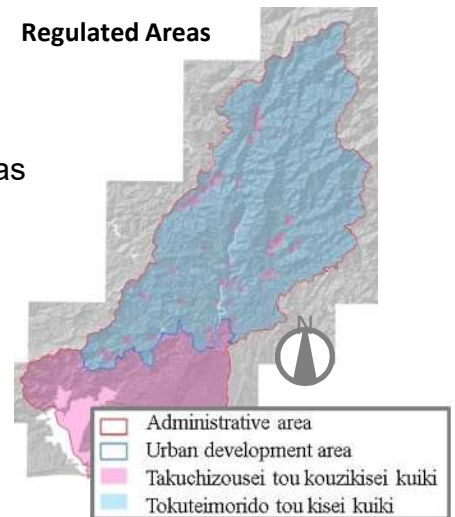 Regulated Areas
as
N
Administrative area
Urban development area
Takuchizousei tou kouzikisei kuiki
Tokuteimorido tou kisei kuiki